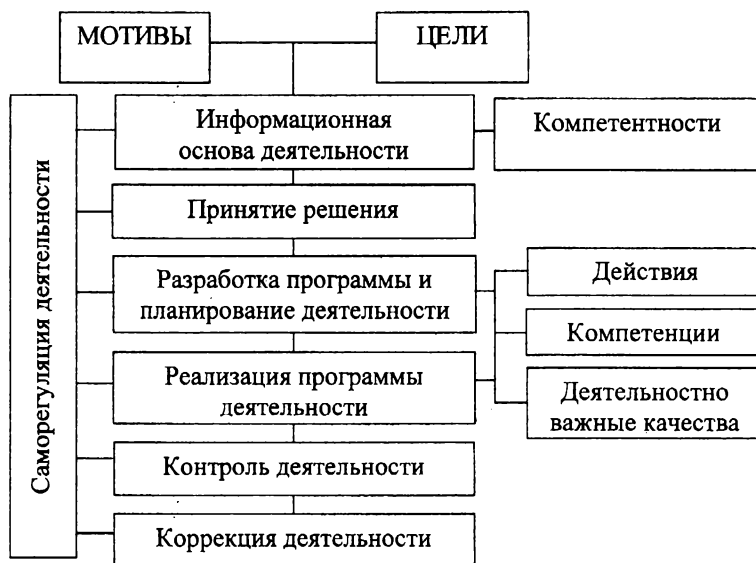 МОТИВЫ
ЦЕЛИ
Саморегуляция деятельности
Информационная
основа деятельности
Компетентности
Принятие решения
Разработка программы и
планирование деятельности
Действия
Компетенции
Реализация программы
деятельности
Деятельностно
важные качества
Контроль деятельности
Коррекция деятельности